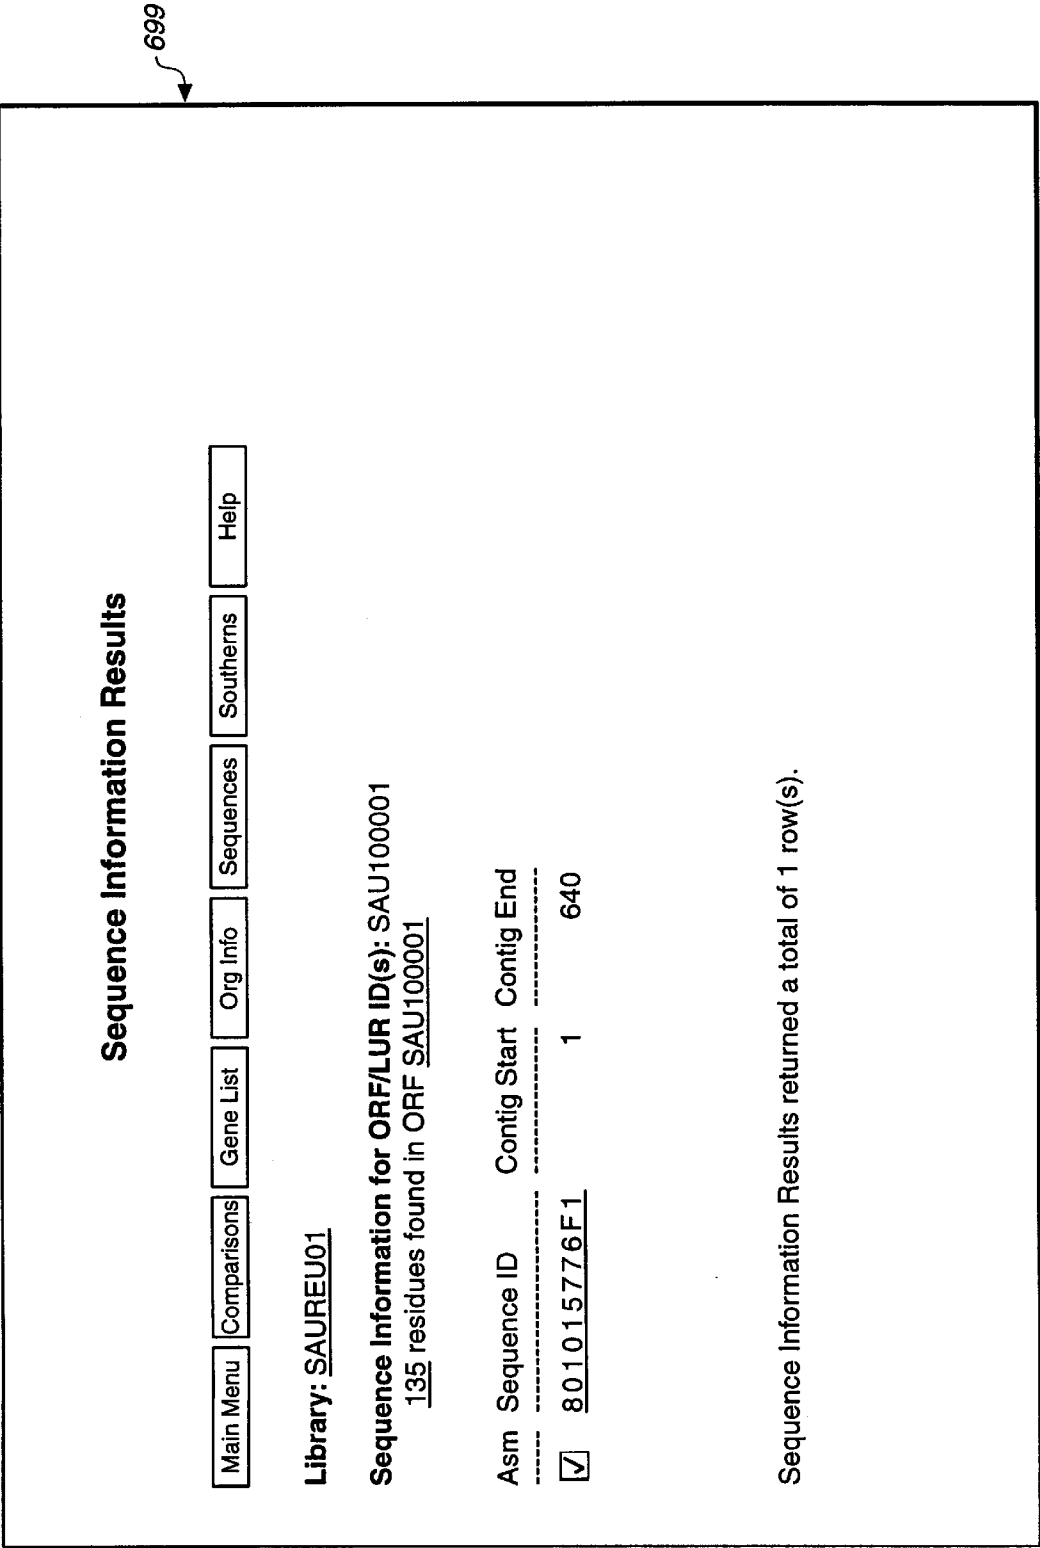 699
Sequence Information Results
Main Menu Comparisons Gene List Org Info Sequences Southerns Help
Library: SAUREU01
Sequence Information for ORF/LUR ID(s): SAU100001
135 residues found in ORF SAU100001
Asm Sequence ID Contig Start Contig End
801015776F1 1 640
Sequence Information Results returned a total of 1 row(s).